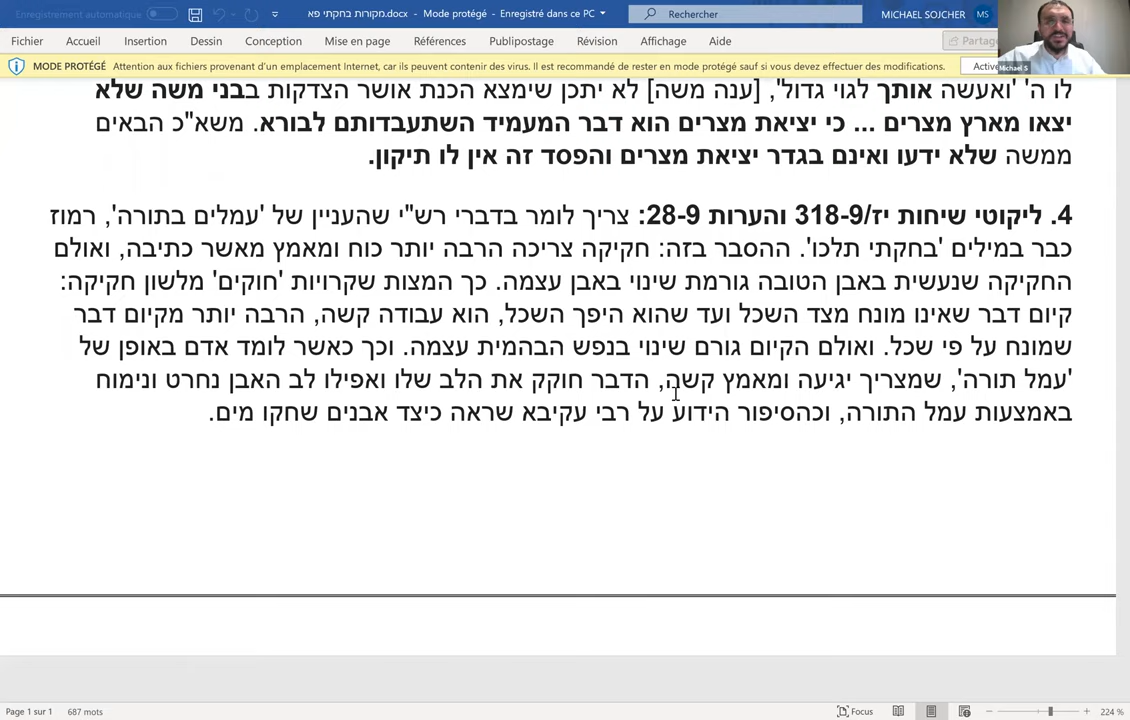 Enregistrement automatique
מקורות בחקתי פא.docx - Mode protégé - Enregistré dans ce PC
Rechercher
MICHAEL SOJCHER
MS
Fichier Accueil Insertion Dessin Conception Mise en page Références Publipostage Révision Affichage Aide
Partag
MODE PROTÉGÉ Attention aux fichiers provenant d'un emplacement Internet, car ils peuvent contenir des virus. Il est recommandé de rester en mode protégé sauf si vous devez effectuer des modifications.
Active
Michael S
לו ה' 'ואעשה אותך לגוי גדול", [ענה משה] לא יתכן שימצא הכנת אושר הצדקות בבני משה שלא
יצאו מארץ מצרים ... כי יציאת מצרים הוא דבר המעמיד השתעבדותם לבורא. משא"כ הבאים
ממשה שלא ידעו ואינם בגדר יציאת מצרים והפסד זה אין לו תיקון.
4. ליקוטי שיחות יז/318-9 והערות 28-9: צריך לומר בדברי רש"י שהעניין של 'עמלים בתורה', רמוז
כבר במילים 'בחקתי תלכו'. ההסבר בזה: חקיקה צריכה הרבה יותר כוח ומאמץ מאשר כתיבה, ואולם
החקיקה שנעשית באבן הטובה גורמת שינוי באבן עצמה. כך המצות שקרויות 'חוקים' מלשון חקיקה:
קיום דבר שאינו מונח מצד השכל ועד שהוא היפך השכל, הוא עבודה קשה, הרבה יותר מקיום דבר
שמונח על פי שכל. ואולם הקיום גורם שינוי בנפש הבהמית עצמה. וכך כאשר לומד אדם באופן של
'עמל תורה', שמצריך יגיעה ומאמץ קשה, הדבר חוקק את הלב שלו ואפילו לב האבן נחרט ונימוח
באמצעות עמל התורה, וכהסיפור הידוע על רבי עקיבא שראה כיצד אבנים שחקו מים.
Page 1 sur 1 687 mots
Focus
224 %